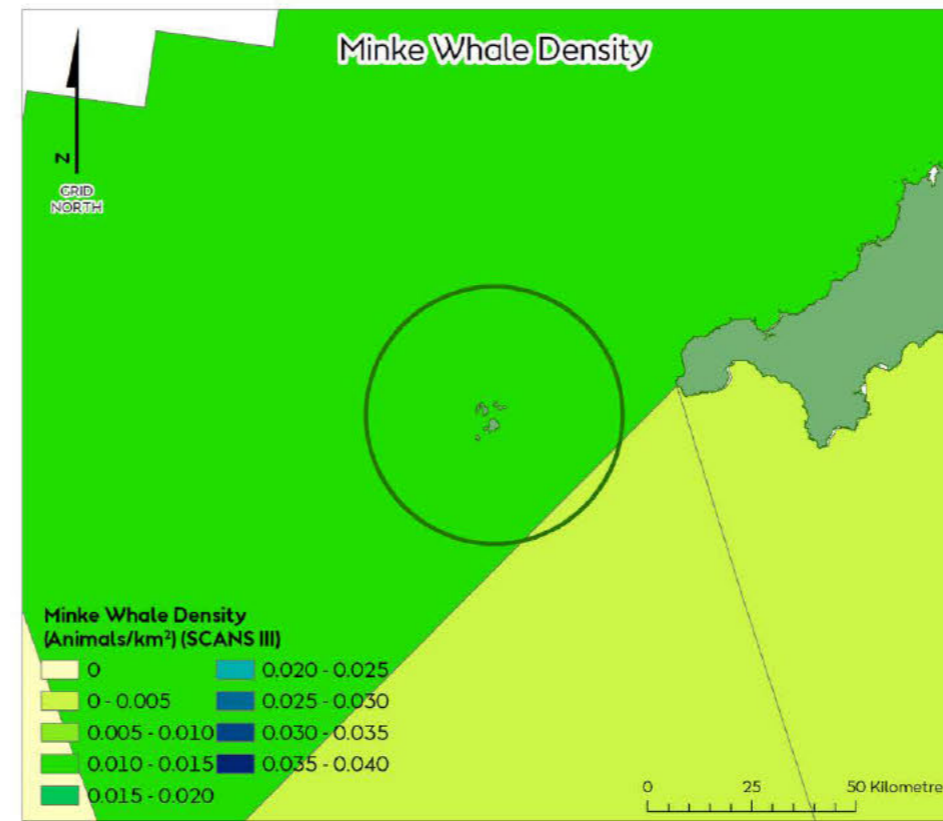 Minke Whale Density
N
GRID
NORTH
Minke Whale Density
(Animals/km²) (SCANS III)
0
0 - 0.005
0.005 - 0.010
0.010 - 0.015
0.015 - 0.020
0.020 - 0.025
0.025 - 0.030
0.030 - 0.035
0.035 - 0.040
0 25 50 Kilometre